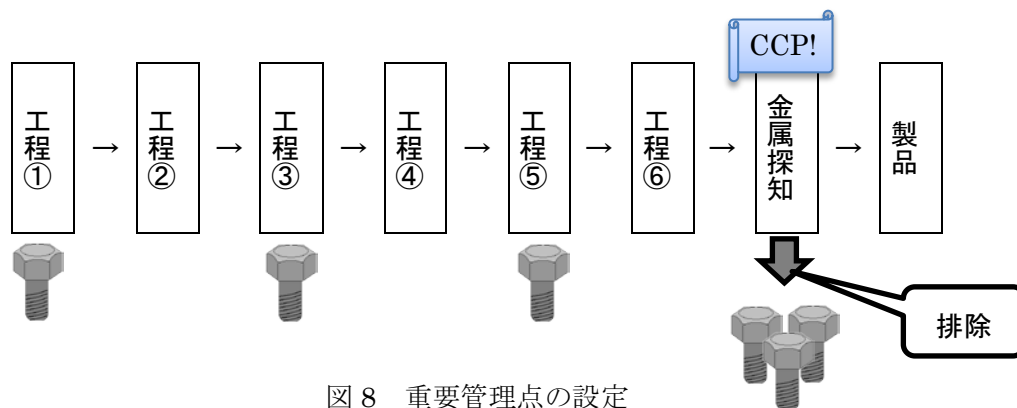 CCP!
工程①
→
工程②
→
工程③
→
工程④
→
工程⑤
→
工程⑥
→
金属探知
→
製品
排除
図 8　重要管理点の設定